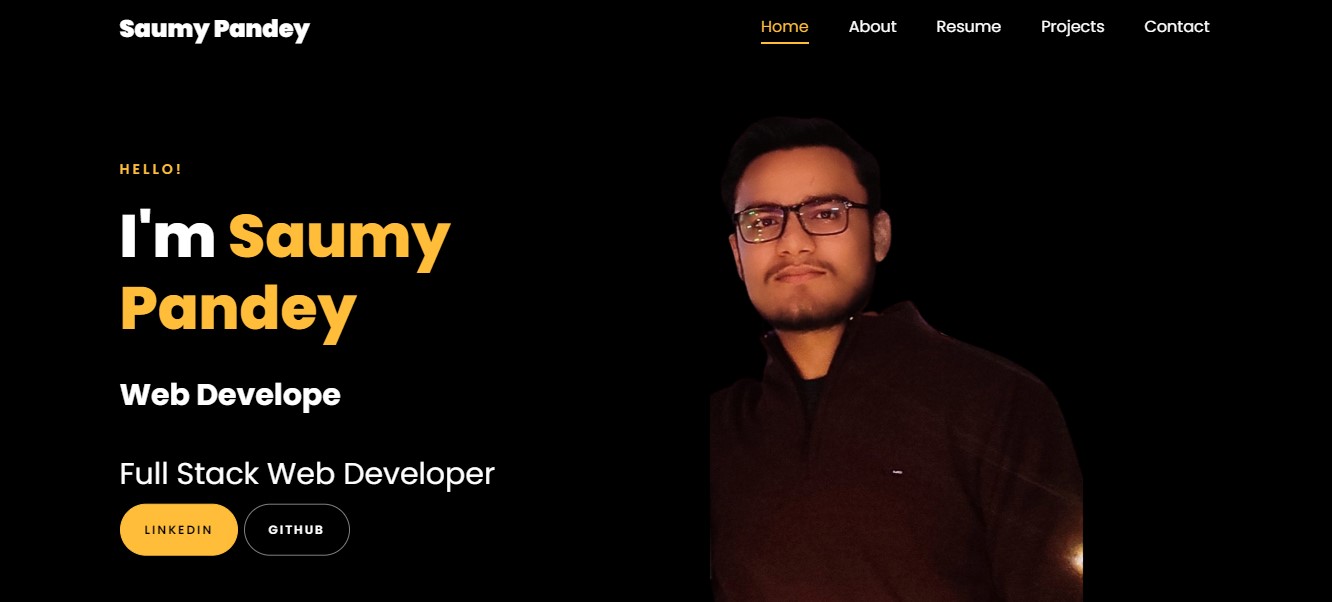 Saumy Pandey
Home About Resume Projects Contact
HELLO!
I'm Saumy
Pandey
Web Develope
Full Stack Web Developer
LINKEDIN GITHUB